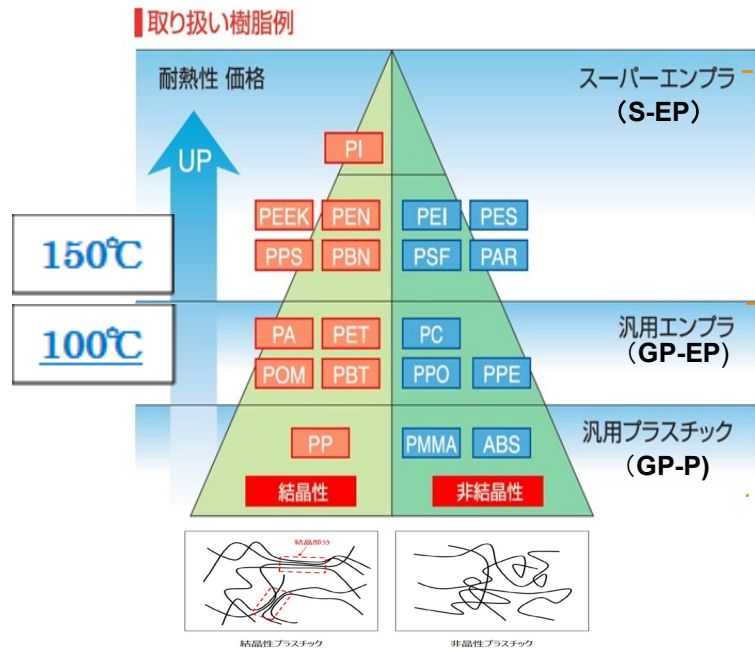 取り扱い樹脂例
耐熱性 価格
スーパーエンプラ
（S-EP）
UP
PI
PEEK PEN PEI PES
150℃
PPS PBN PSF PAR
100℃
PA PET PC
汎用エンプラ
（GP-EP)
POM PBT PPO PPE
汎用プラスチック
（GP-P)
PP PMMA ABS
結晶性 非結晶性
結晶部分
結晶性プラスチック 非晶性プラスチック